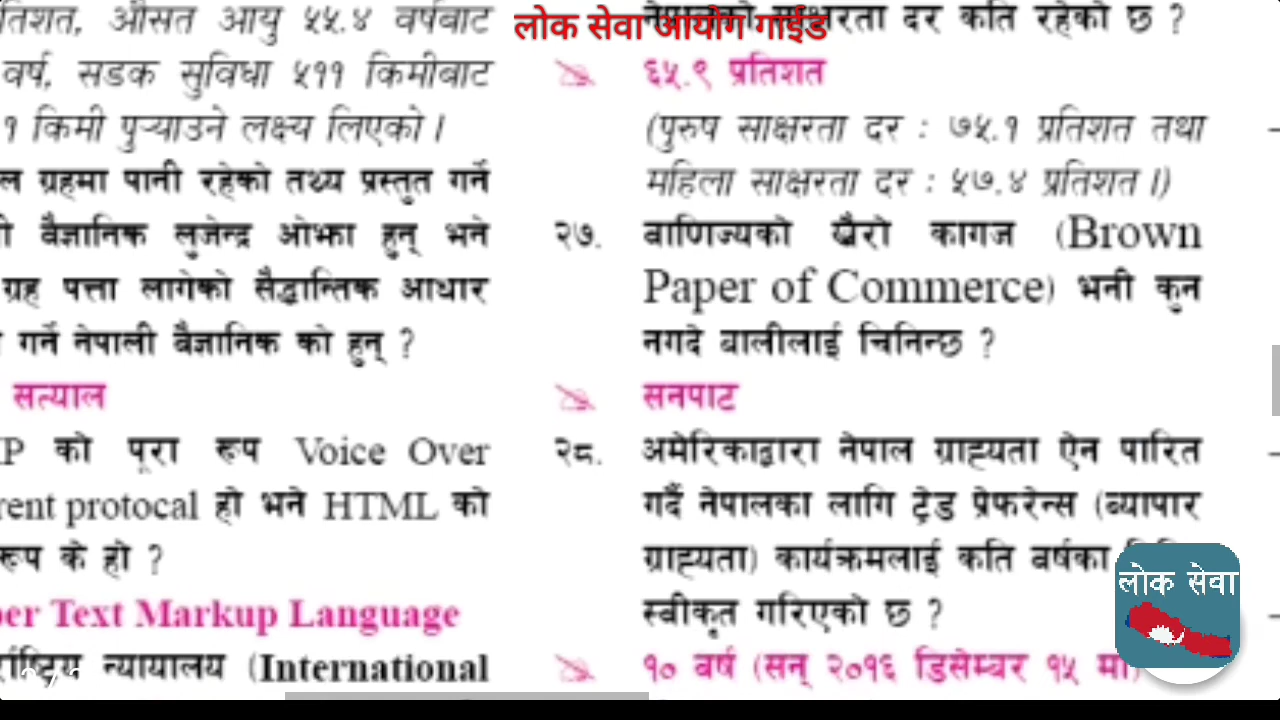 लोक सेवा आयोग गाईड
तिशत, औसत आयु ५५.४ वर्षबाट
वर्ष, सडक सुविधा ५११ किमीबाट
१ किमी पुऱ्याउने लक्ष्य लिएको।
ल ग्रहमा पानी रहेको तथ्य प्रस्तुत गर्ने
ी वैज्ञानिक लुजेन्द्र ओझा हुन् भने
ग्रह पत्ता लागेको सैद्धान्तिक आधार
गर्ने नेपाली वैज्ञानिक को हुन् ?
सत्याल
P को पूरा रूप Voice Over
rent protocal हो भने HTML को
रूप के हो ?
per Text Markup Language
न्यायालय (International
साक्षरता दर कति रहेको छ ?
६५.९ प्रतिशत
(पुरुष साक्षरता दर : ७५.१ प्रतिशत तथा
महिला साक्षरता दर : ५७.४ प्रतिशत।)
२७. वाणिज्यको खैरो कागज (Brown
Paper of Commerce) भनी कुन
नगदे बालीलाई चिनिन्छ ?
सनपाट
२८. अमेरिकाद्वारा नेपाल ग्राह्यता ऐन पारित
गर्दै नेपालका लागि ट्रेड प्रेफरेन्स (व्यापार
ग्राह्यता) कार्यक्रमलाई कति वर्षका
स्वीकृत गरिएको छ ?
१० वर्ष (सन् २०१६ डिसेम्बर १५ मा)
लोक सेवा